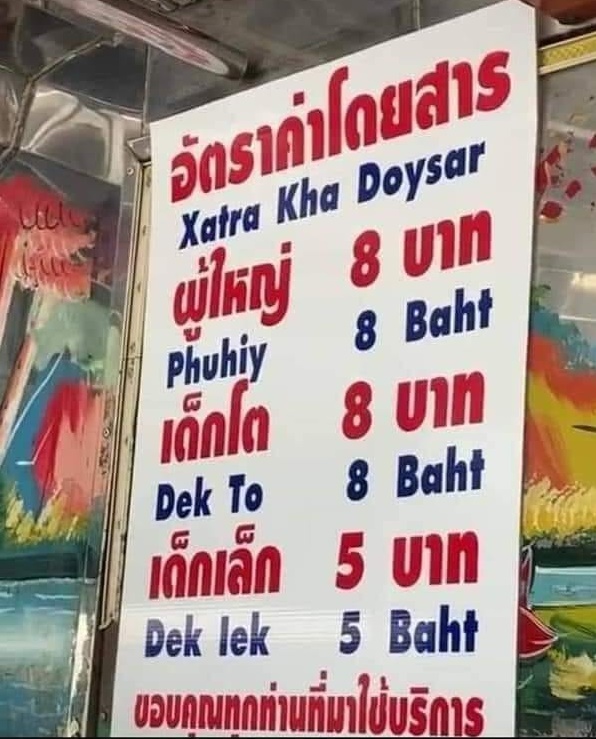 อัตราค่าโดยสาร
Xatra Kha Doysar
ผู้ใหญ่ 8 บาท
Phuhiy 8 Baht
เด็กโต 8 บาท
Dek To 8 Baht
เด็กเล็ก 5 บาท
Dek lek 5 Baht
ขอบคุณทุกท่านที่มาใช้บริการ